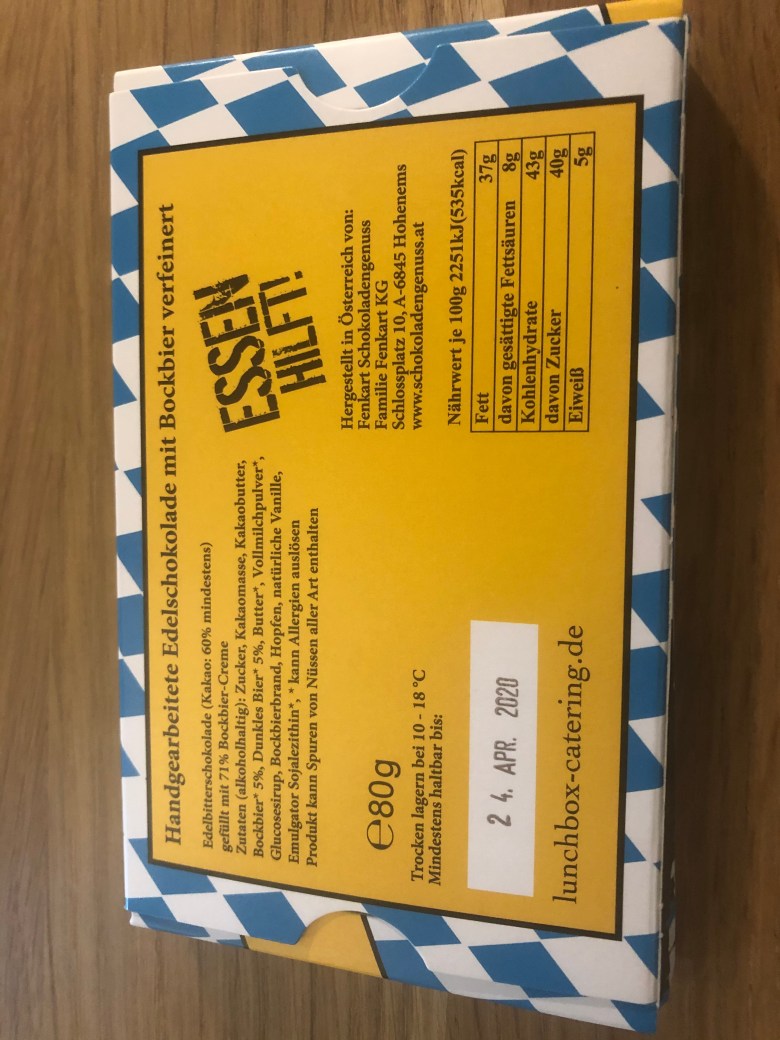 Handgearbeitete Edelschokolade mit Bockbier verfeinert
Edelbitterschokolade (Kakao: 60% mindestens)
gefüllt mit 71% Bockbier-Creme
Zutaten (alkoholhaltig): Zucker, Kakaomasse, Kakaobutter,
Bockbier* 5%, Dunkles Bier* 5%, Butter*, Vollmilchpulver*,
Glucosesirup, Bockbierbrand, Hopfen, natürliche Vanille,
Emulgator Sojalezithin*, * kann Allergien auslösen
Produkt kann Spuren von Nüssen aller Art enthalten
ESSEN
HILFT!
℮80g
Trocken lagern bei 10 - 18 °C
Mindestens haltbar bis:
2 4. APR. 2020
lunchbox-catering.de
Hergestellt in Österreich von:
Fenkart Schokoladengenuss
Familie Fenkart KG
Schlossplatz 10, A-6845 Hohenems
www.schokoladengenuss.at
Nährwert je 100g 2251kJ(535kcal)
Fett 37g
davon gesättigte Fettsäuren 8g
Kohlenhydrate 43g
davon Zucker 40g
Eiweiß 5g